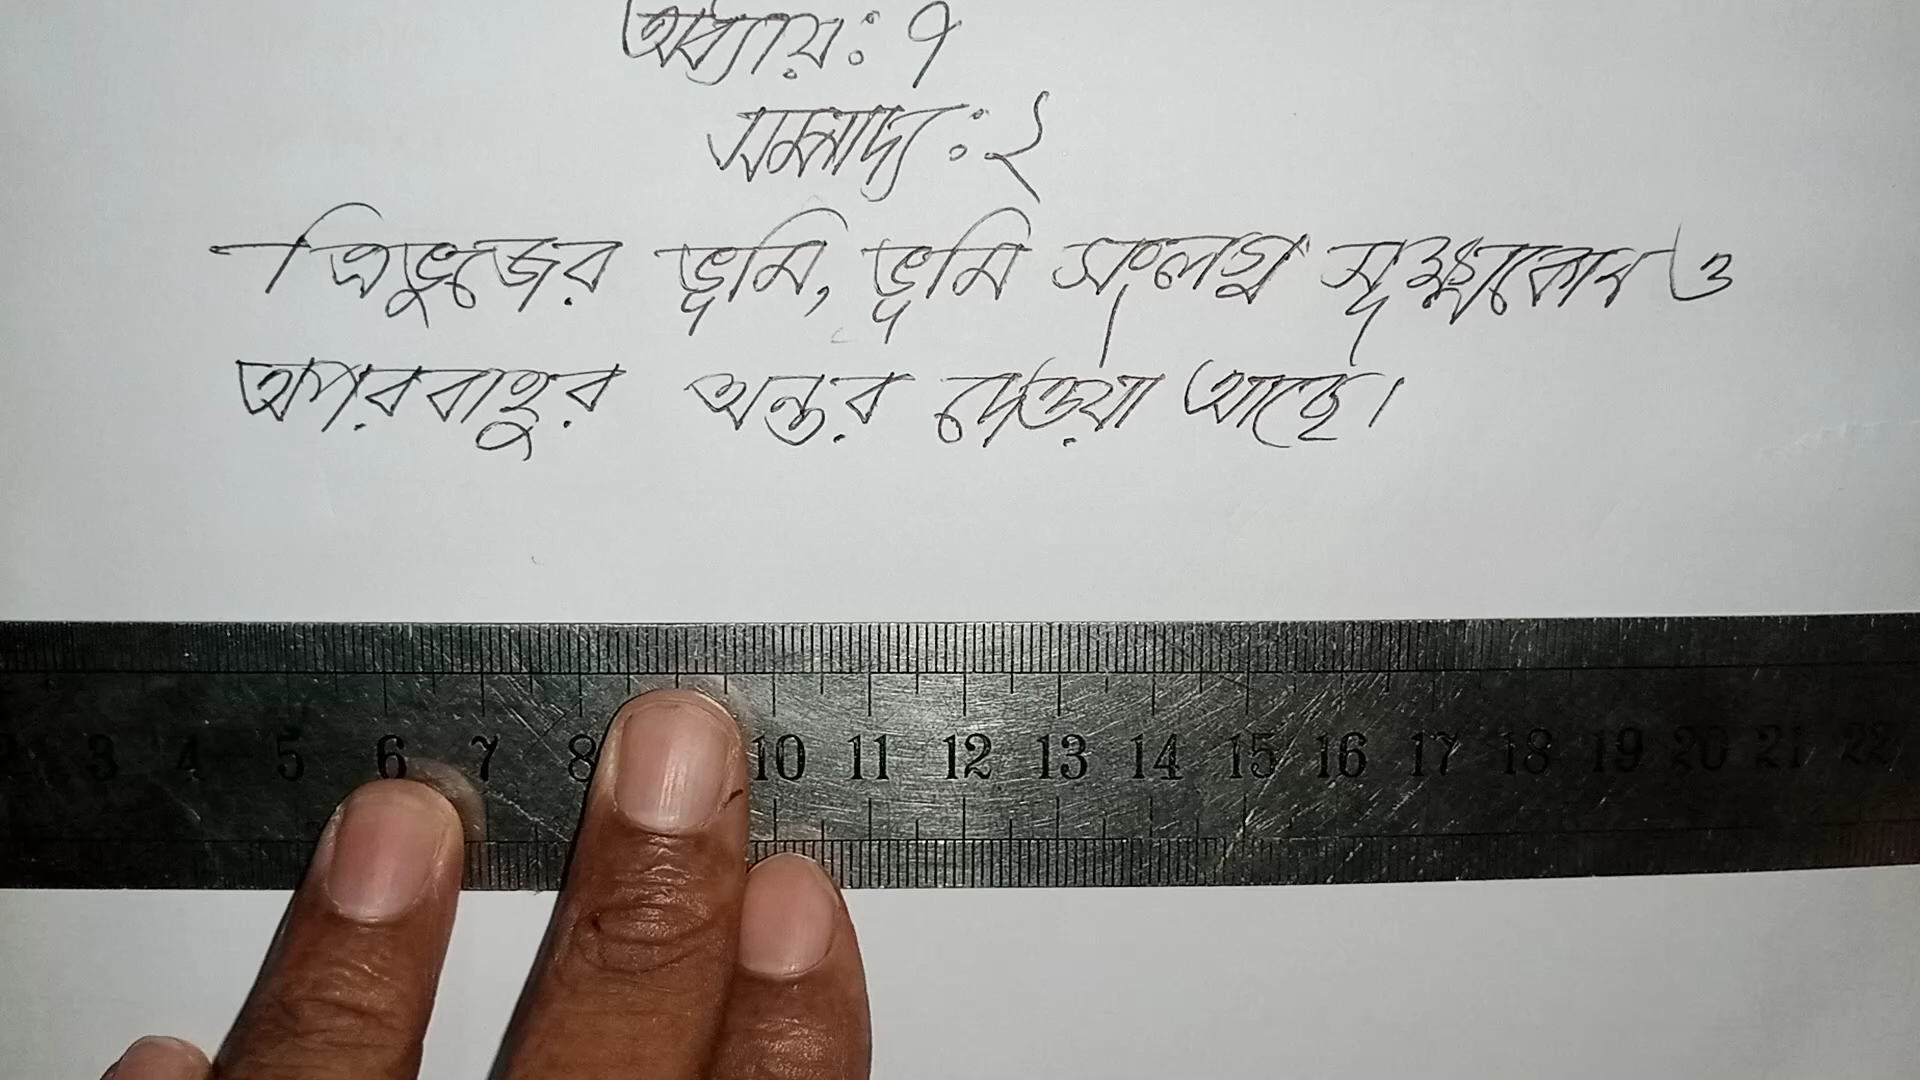 অধ্যায়ঃ ৭
সম্পাদ্যঃ ২
ত্রিভুজের ভূমি, ভূমি সংলগ্ন সূক্ষ্মকোন ও
অপরবাহুর অন্তর দেওয়া আছে।
3 4 5 6 7 8 10 11 12 13 14 15 16 17 18 19 20 21 22